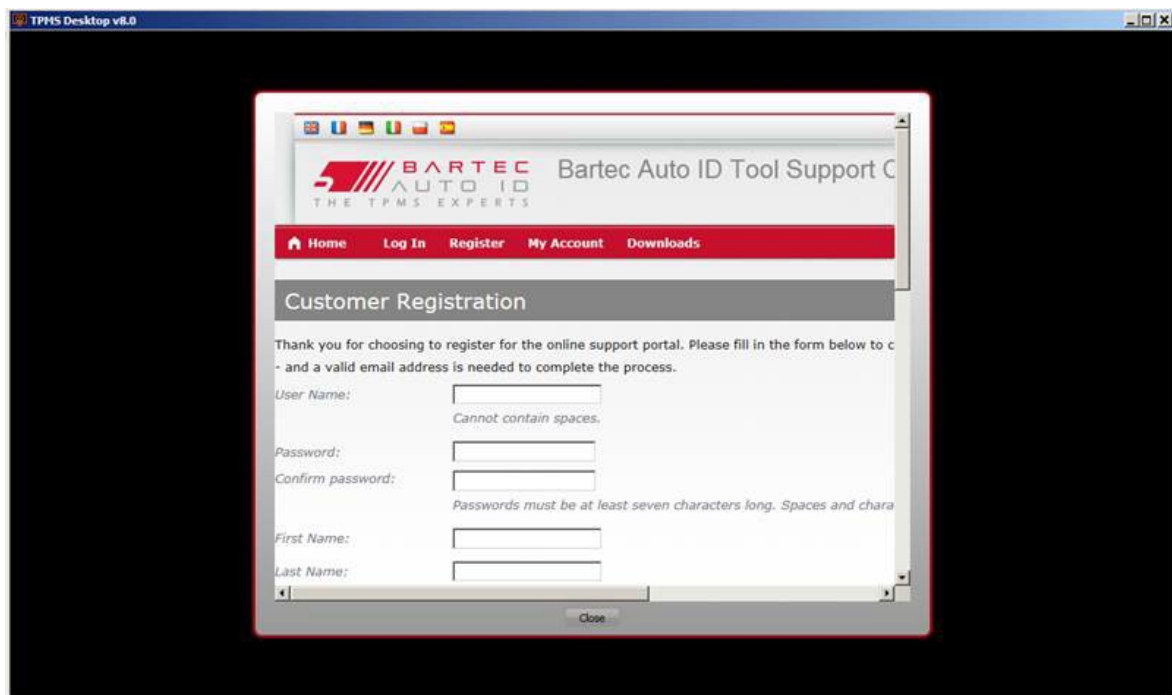 TPMS Desktop v8.0
BARTEC
AUTO ID
THE TPMS EXPERTS
Bartec Auto ID Tool Support C
Home Log In Register My Account Downloads
Customer Registration
Thank you for choosing to register for the online support portal. Please fill in the form below to c
- and a valid email address is needed to complete the process.
User Name:
Cannot contain spaces.
Password:
Confirm password:
Passwords must be at least seven characters long. Spaces and chara
First Name:
Last Name:
Close